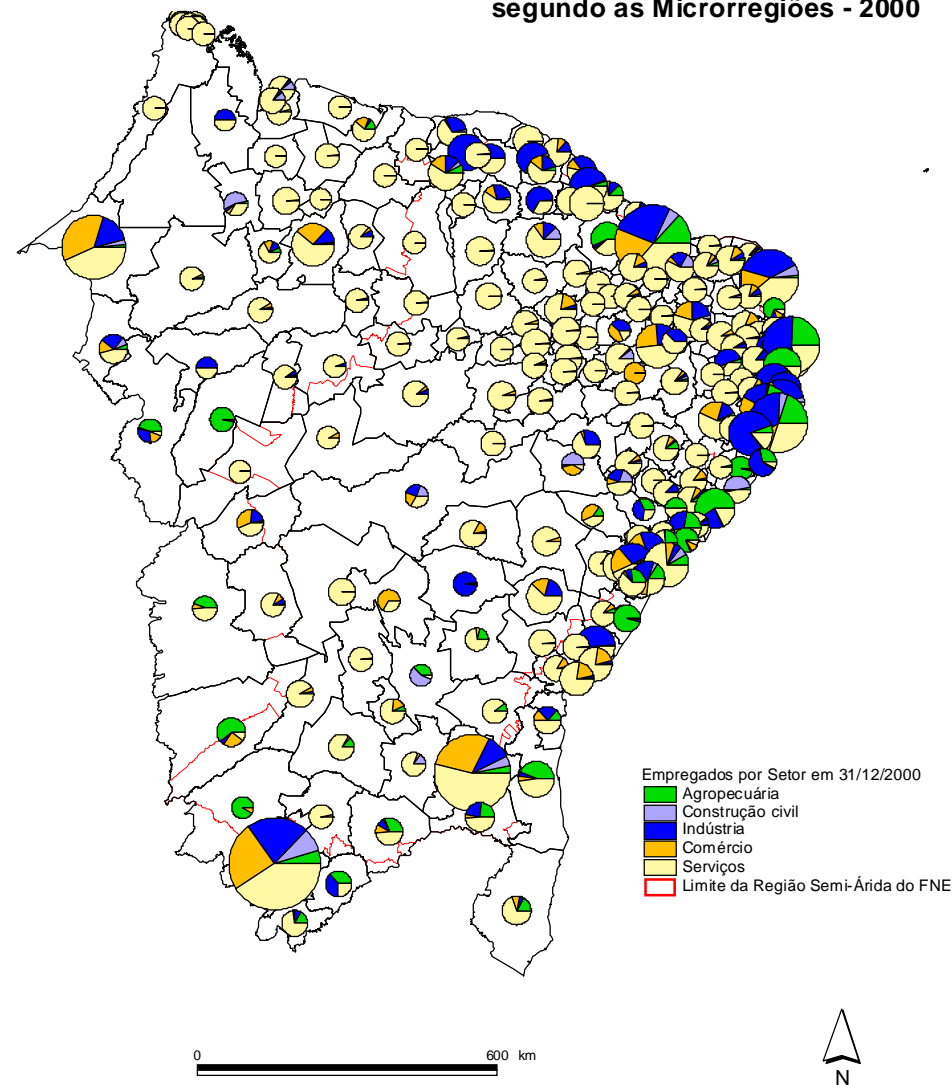 segundo as Microrregiões - 2000
Empregados por Setor em 31/12/2000
Agropecuária
Construção civil
Indústria
Comércio
Serviços
Limite da Região Semi-Árida do FNE
0 600 km
N